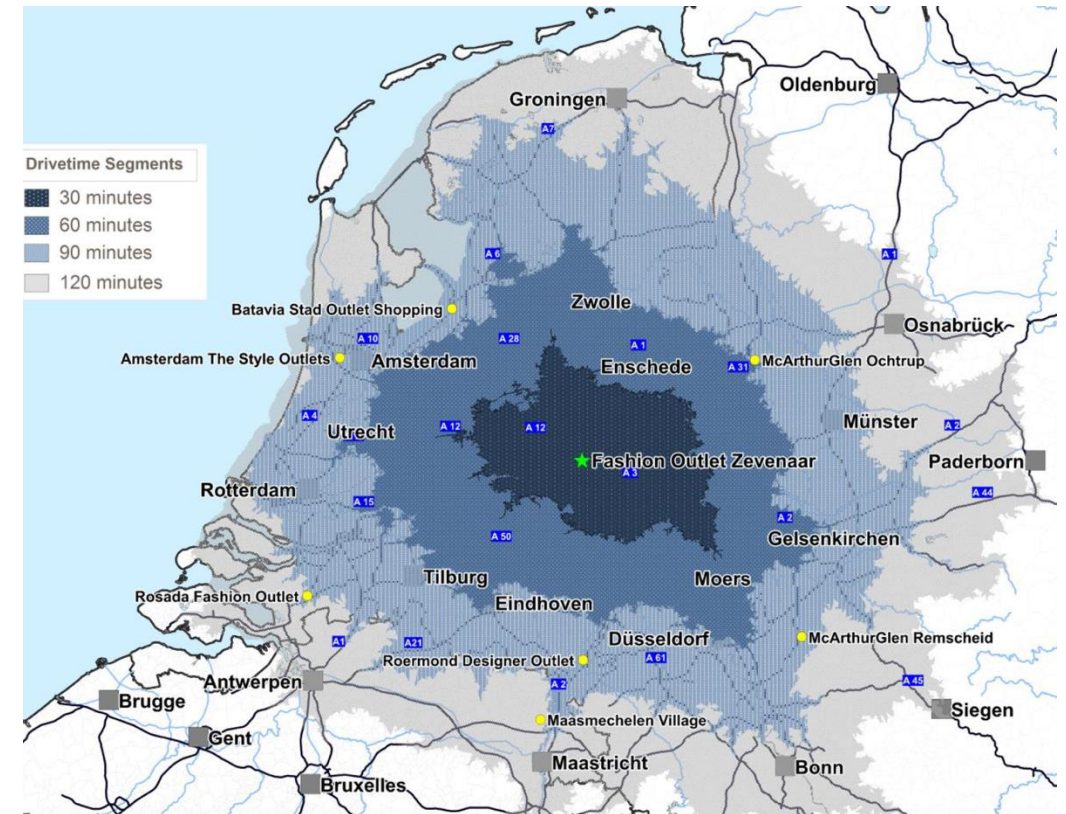 Oldenburg
Groningen
A7
Drivetime Segments
30 minutes
60 minutes
90 minutes
120 minutes
A 6
A 1
Zwolle
Batavia Stad Outlet Shopping
Osnabrück
A 10
A 28
A 1
Amsterdam The Style Outlets
Amsterdam
Enschede
A 31
McArthurGlen Ochtrup
A 4
Utrecht
A 12
A 12
Münster
A 2
Fashion Outlet Zevenaar
A 3
Paderborn
Rotterdam
A 15
A 44
A 2
A 50
Gelsenkirchen
Tilburg
Moers
Rosada Fashion Outlet
Eindhoven
A1
A21
Düsseldorf
McArthurGlen Remscheid
Roermond Designer Outlet
A 61
Antwerpen
A 2
A 45
Brugge
Siegen
Maasmechelen Village
Gent
Maastricht
Bonn
Bruxelles